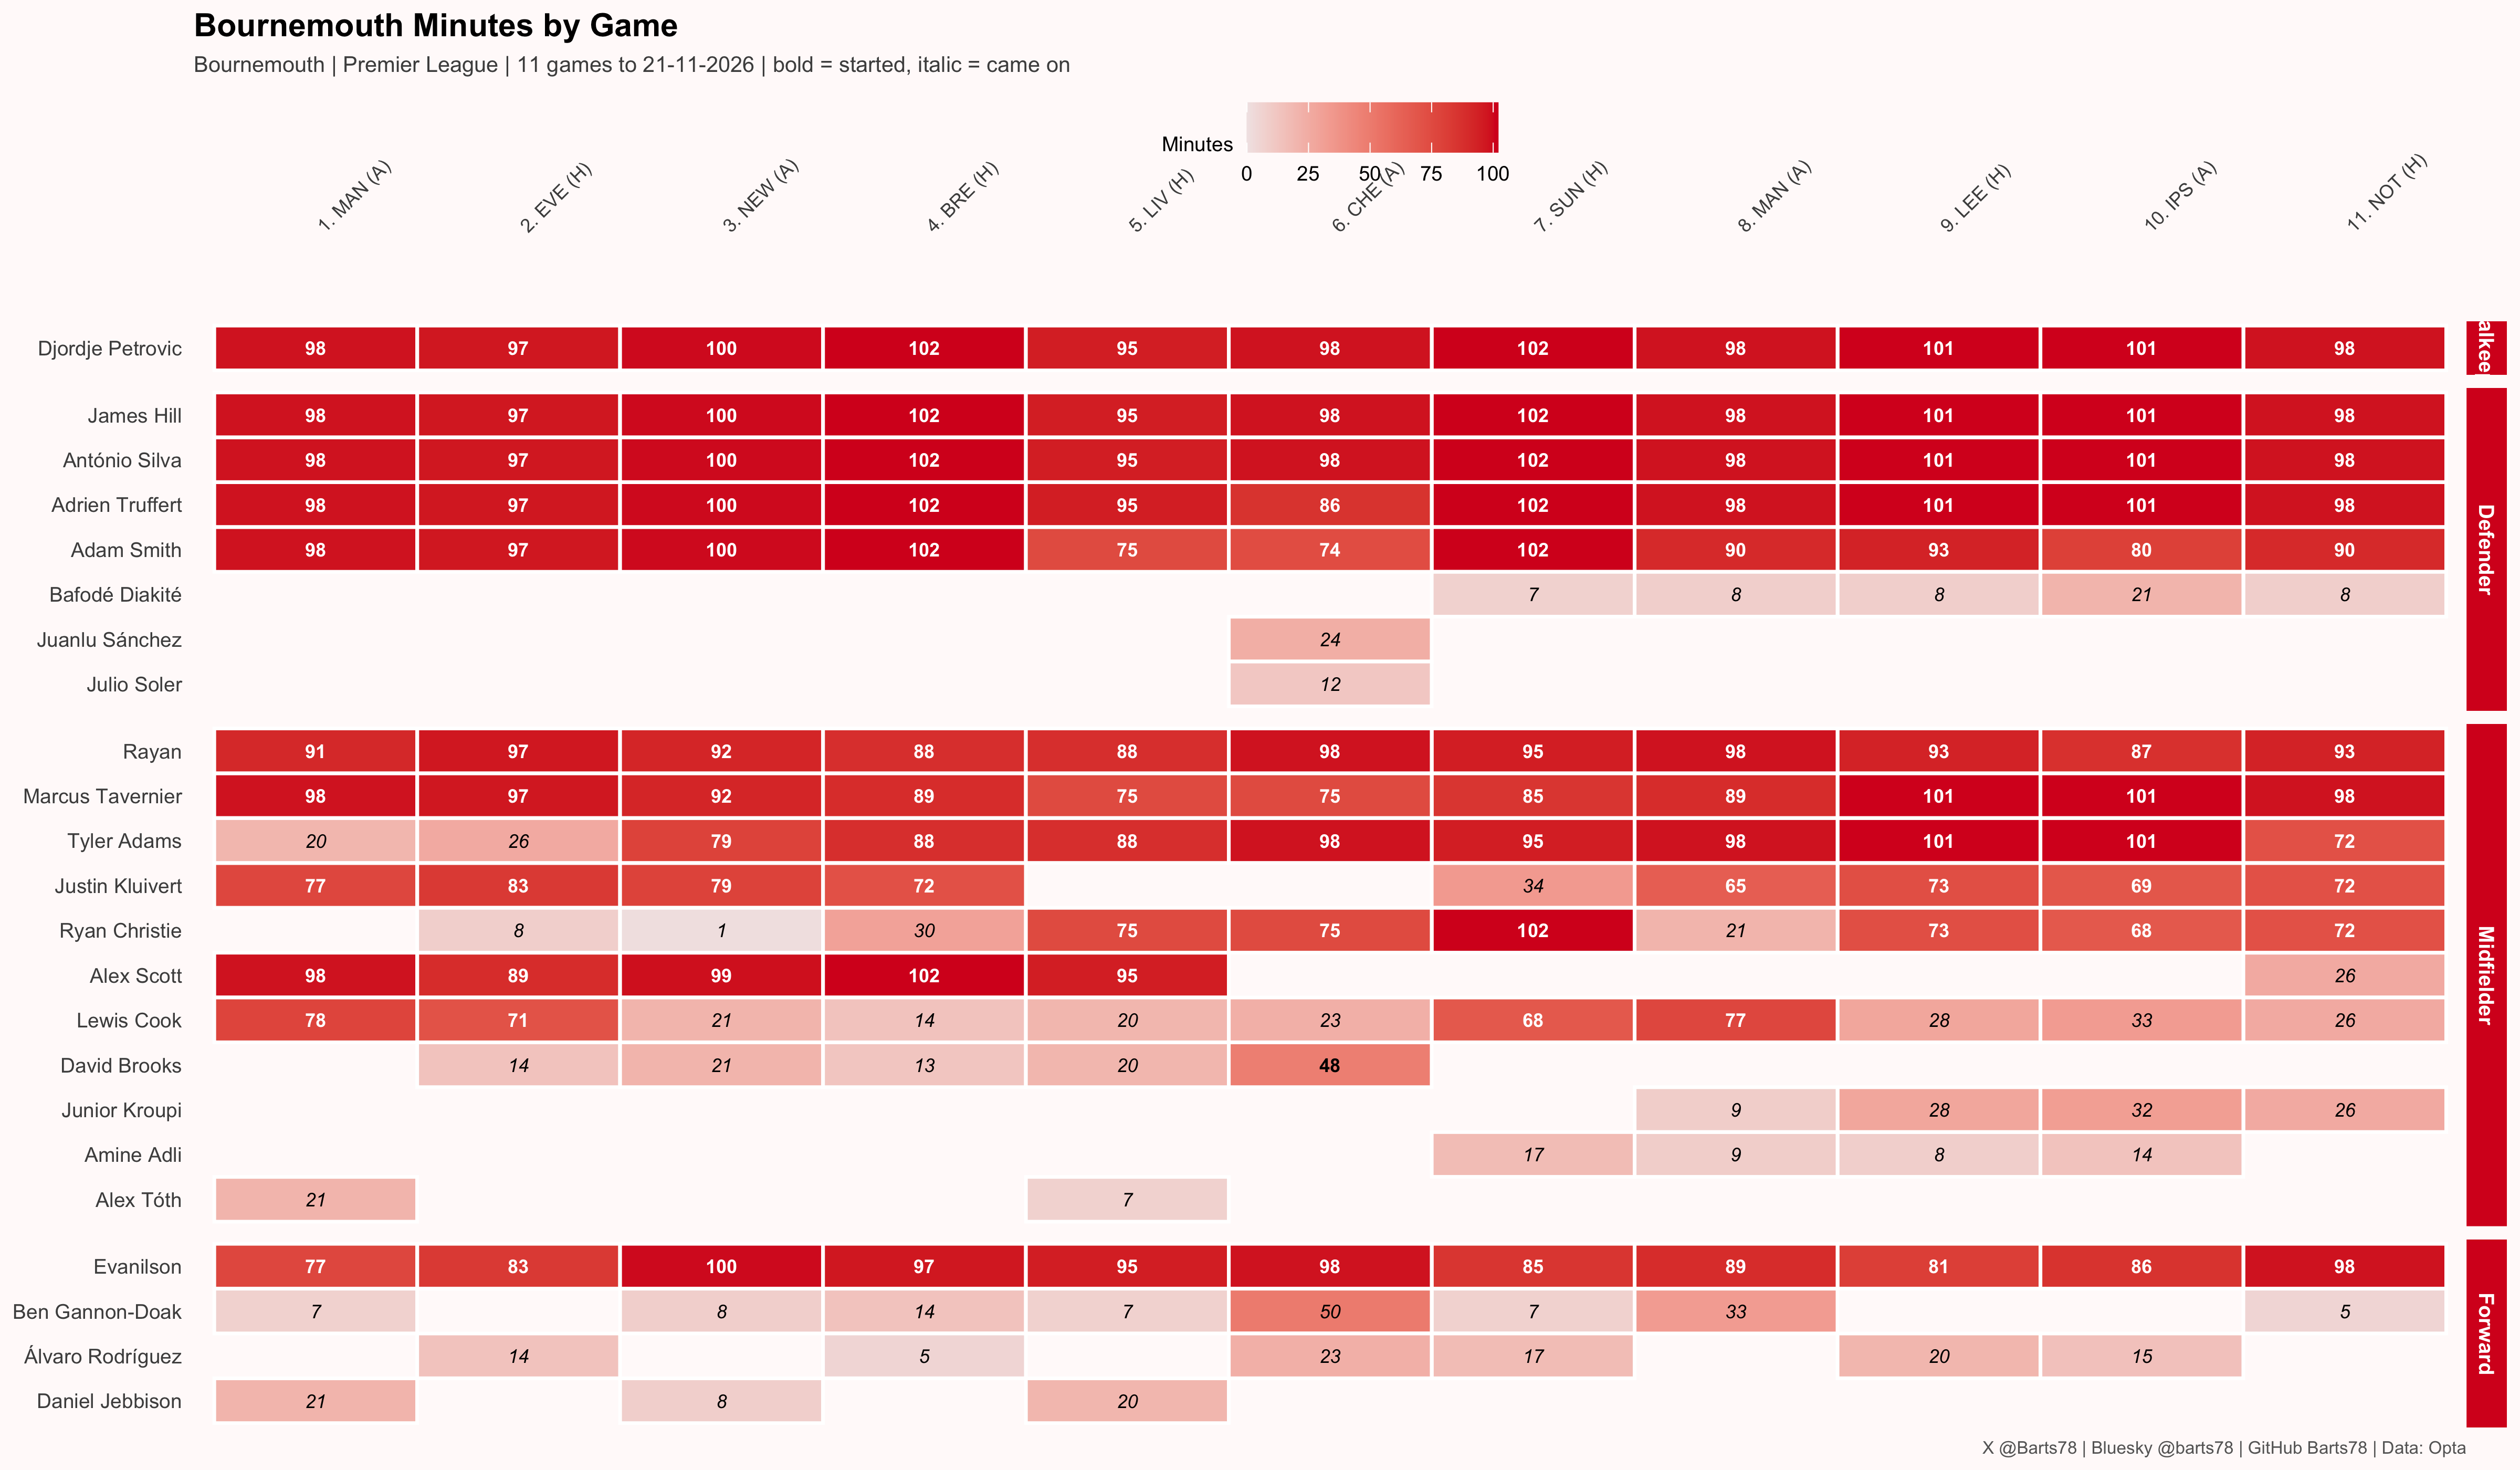 Bournemouth Minutes by Game
Bournemouth | Premier League | 11 games to 21-11-2026 | bold = started, italic = came on
Minutes
0 25 50 75 100
1. MAN (A) 2. EVE (H) 3. NEW (A) 4. BRE (H) 5. LIV (H) 6. CHE (A) 7. SUN (H) 8. MAN (A) 9. LEE (H) 10. IPS (A) 11. NOT (H)
alkee
Djordje Petrovic 98 97 100 102 95 98 102 98 101 101 98
Defender
James Hill 98 97 100 102 95 98 102 98 101 101 98
António Silva 98 97 100 102 95 98 102 98 101 101 98
Adrien Truffert 98 97 100 102 95 86 102 98 101 101 98
Adam Smith 98 97 100 102 75 74 102 90 93 80 90
Bafodé Diakité 7 8 8 21 8
Juanlu Sánchez 24
Julio Soler 12
Midfielder
Rayan 91 97 92 88 88 98 95 98 93 87 93
Marcus Tavernier 98 97 92 89 75 75 85 89 101 101 98
Tyler Adams 20 26 79 88 88 98 95 98 101 101 72
Justin Kluivert 77 83 79 72 34 65 73 69 72
Ryan Christie 8 1 30 75 75 102 21 73 68 72
Alex Scott 98 89 99 102 95 26
Lewis Cook 78 71 21 14 20 23 68 77 28 33 26
David Brooks 14 21 13 20 48
Junior Kroupi 9 28 32 26
Amine Adli 17 9 8 14
Alex Tóth 21 7
Forward
Evanilson 77 83 100 97 95 98 85 89 81 86 98
Ben Gannon-Doak 7 8 14 7 50 7 33 5
Álvaro Rodríguez 14 5 23 17 20 15
Daniel Jebbison 21 8 20
X @Barts78 | Bluesky @barts78 | GitHub Barts78 | Data: Opta